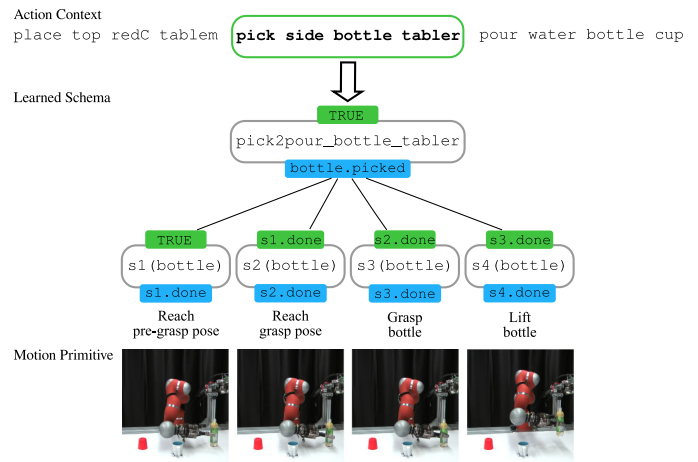 Action Context
place top redC tablem pick side bottle tabler pour water bottle cup
Learned Schema
TRUE
pick2pour_bottle_tabler
bottle.picked
TRUE s1.done s2.done s3.done
s1(bottle) s2(bottle) s3(bottle) s4(bottle)
s1.done s2.done s3.done s4.done
Reach Reach Grasp Lift
pre-grasp pose grasp pose bottle bottle
Motion Primitive